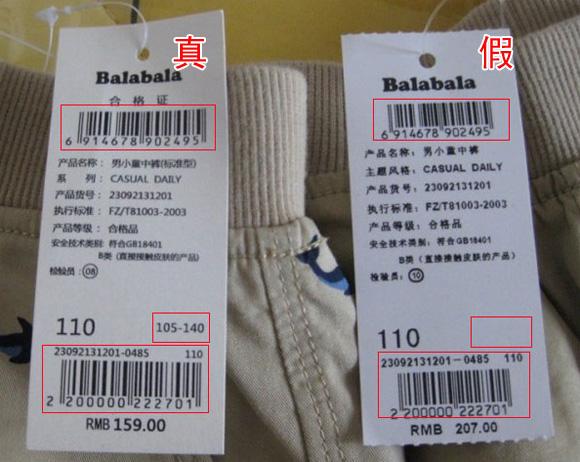 真
Balabala
合格证
6 914678 902495
产品名称: 男小童中裤(标准型)
系 列: CASUAL DAILY
产品货号: 23092131201
执行标准: FZ/T81003-2003
产品等级: 合格品
安全技术类别: 符合GB18401
B类 (直接接触皮肤的产品)
检验员: 08
110 105-140
23092131201-0485 110
2 200000 222701
RMB 159.00
假
Balabala
6 914678 902495
产品名称: 男小童中裤
主题风格: CASUAL DAILY
产品货号: 23092131201
执行标准: FZ/T81003-2003
产品等级: 合格品
安全技术类别: 符合GB18401
B类 (直接接触皮肤的产品)
检验员: 10
110
23092131201-0485 110
2 200000 222701
RMB 207.00